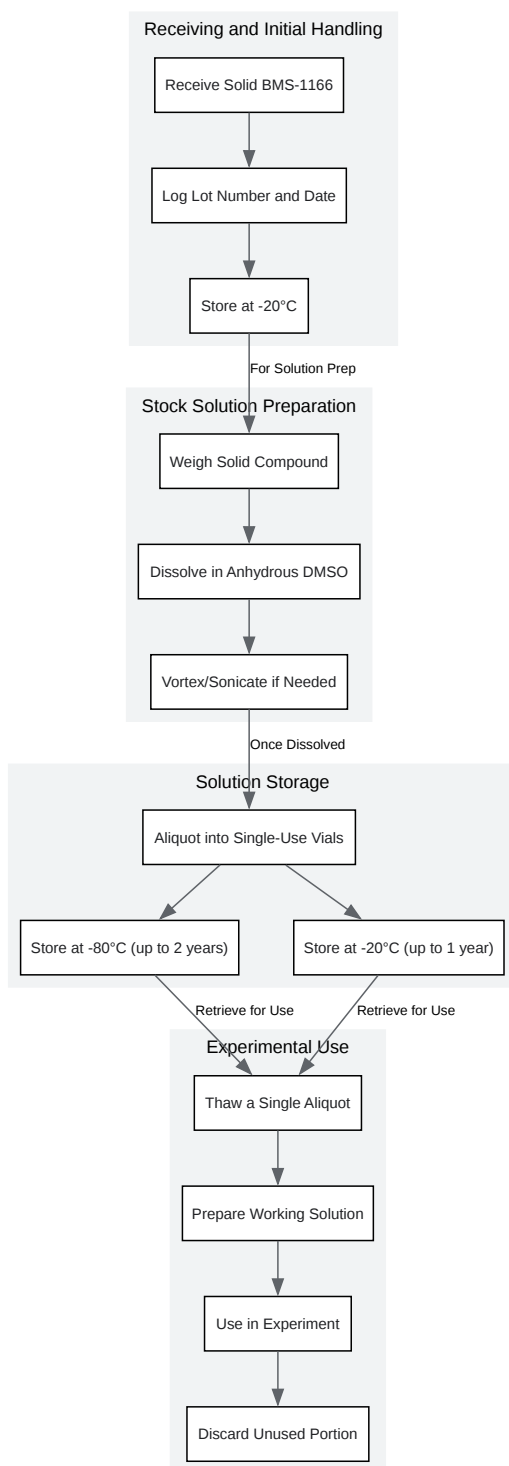 Receiving and Initial Handling
Receive Solid BMS-1166
Log Lot Number and Date
Store at -20°C
For Solution Prep
Stock Solution Preparation
Weigh Solid Compound
Dissolve in Anhydrous DMSO
Vortex/Sonicate if Needed
Once Dissolved
Solution Storage
Aliquot into Single-Use Vials
Store at -80°C (up to 2 years)
Store at -20°C (up to 1 year)
Retrieve for Use
Retrieve for Use
Experimental Use
Thaw a Single Aliquot
Prepare Working Solution
Use in Experiment
Discard Unused Portion